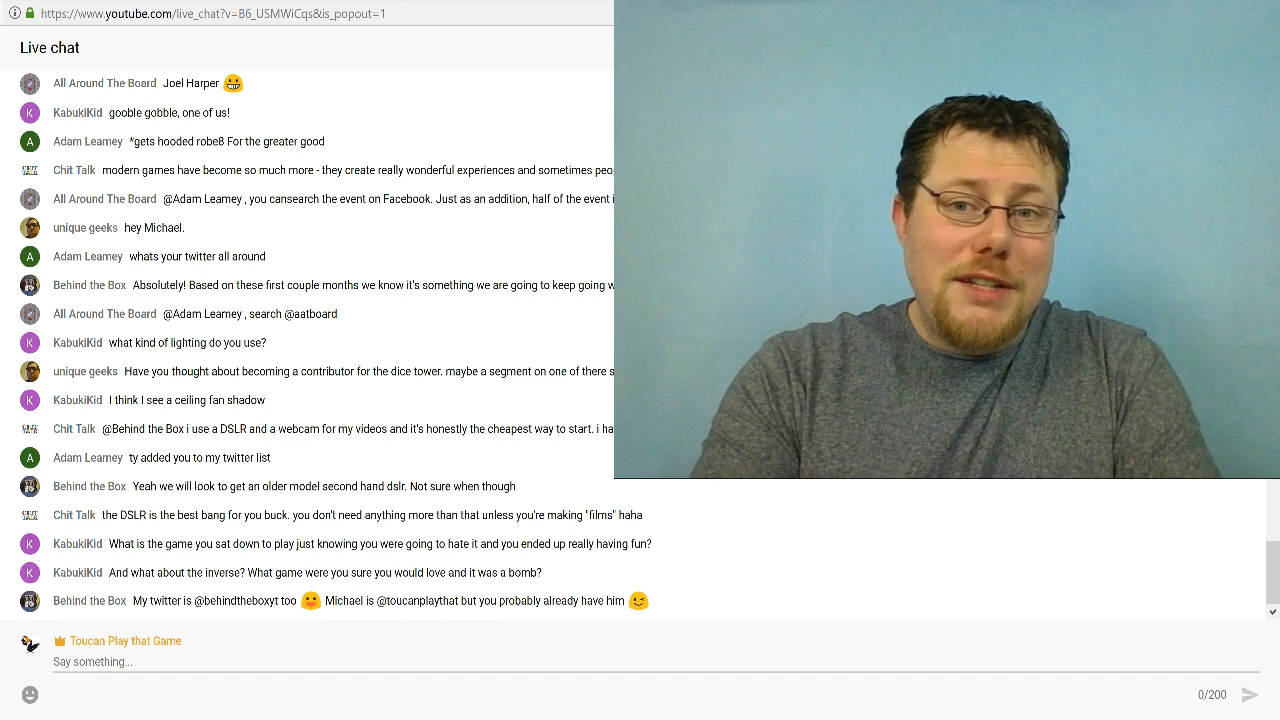 https://www.youtube.com/live_chat?v=B6_USMWiCqs&is_popout=1
Live chat
All Around The Board Joel Harper
K KabukiKid gooble gobble, one of us!
A Adam Leamey *gets hooded robe8 For the greater good
CHIT TALK Chit Talk modern games have become so much more - they create really wonderful experiences and sometimes peo
All Around The Board @Adam Leamey , you cansearch the event on Facebook. Just as an addition, half of the event i
unique geeks hey Michael.
A Adam Leamey whats your twitter all around
Behind the Box Absolutely! Based on these first couple months we know it's something we are going to keep going w
All Around The Board @Adam Leamey , search @aatboard
K KabukiKid what kind of lighting do you use?
unique geeks Have you thought about becoming a contributor for the dice tower. maybe a segment on one of there s
K KabukiKid I think I see a ceiling fan shadow
CHIT TALK Chit Talk @Behind the Box i use a DSLR and a webcam for my videos and it's honestly the cheapest way to start. i ha
A Adam Leamey ty added you to my twitter list
Behind the Box Yeah we will look to get an older model second hand dslr. Not sure when though
CHIT TALK Chit Talk the DSLR is the best bang for you buck. you don't need anything more than that unless you're making "films" haha
K KabukiKid What is the game you sat down to play just knowing you were going to hate it and you ended up really having fun?
K KabukiKid And what about the inverse? What game were you sure you would love and it was a bomb?
Behind the Box My twitter is @behindtheboxyt too Michael is @toucanplaythat but you probably already have him
Toucan Play that Game
Say something...
0/200